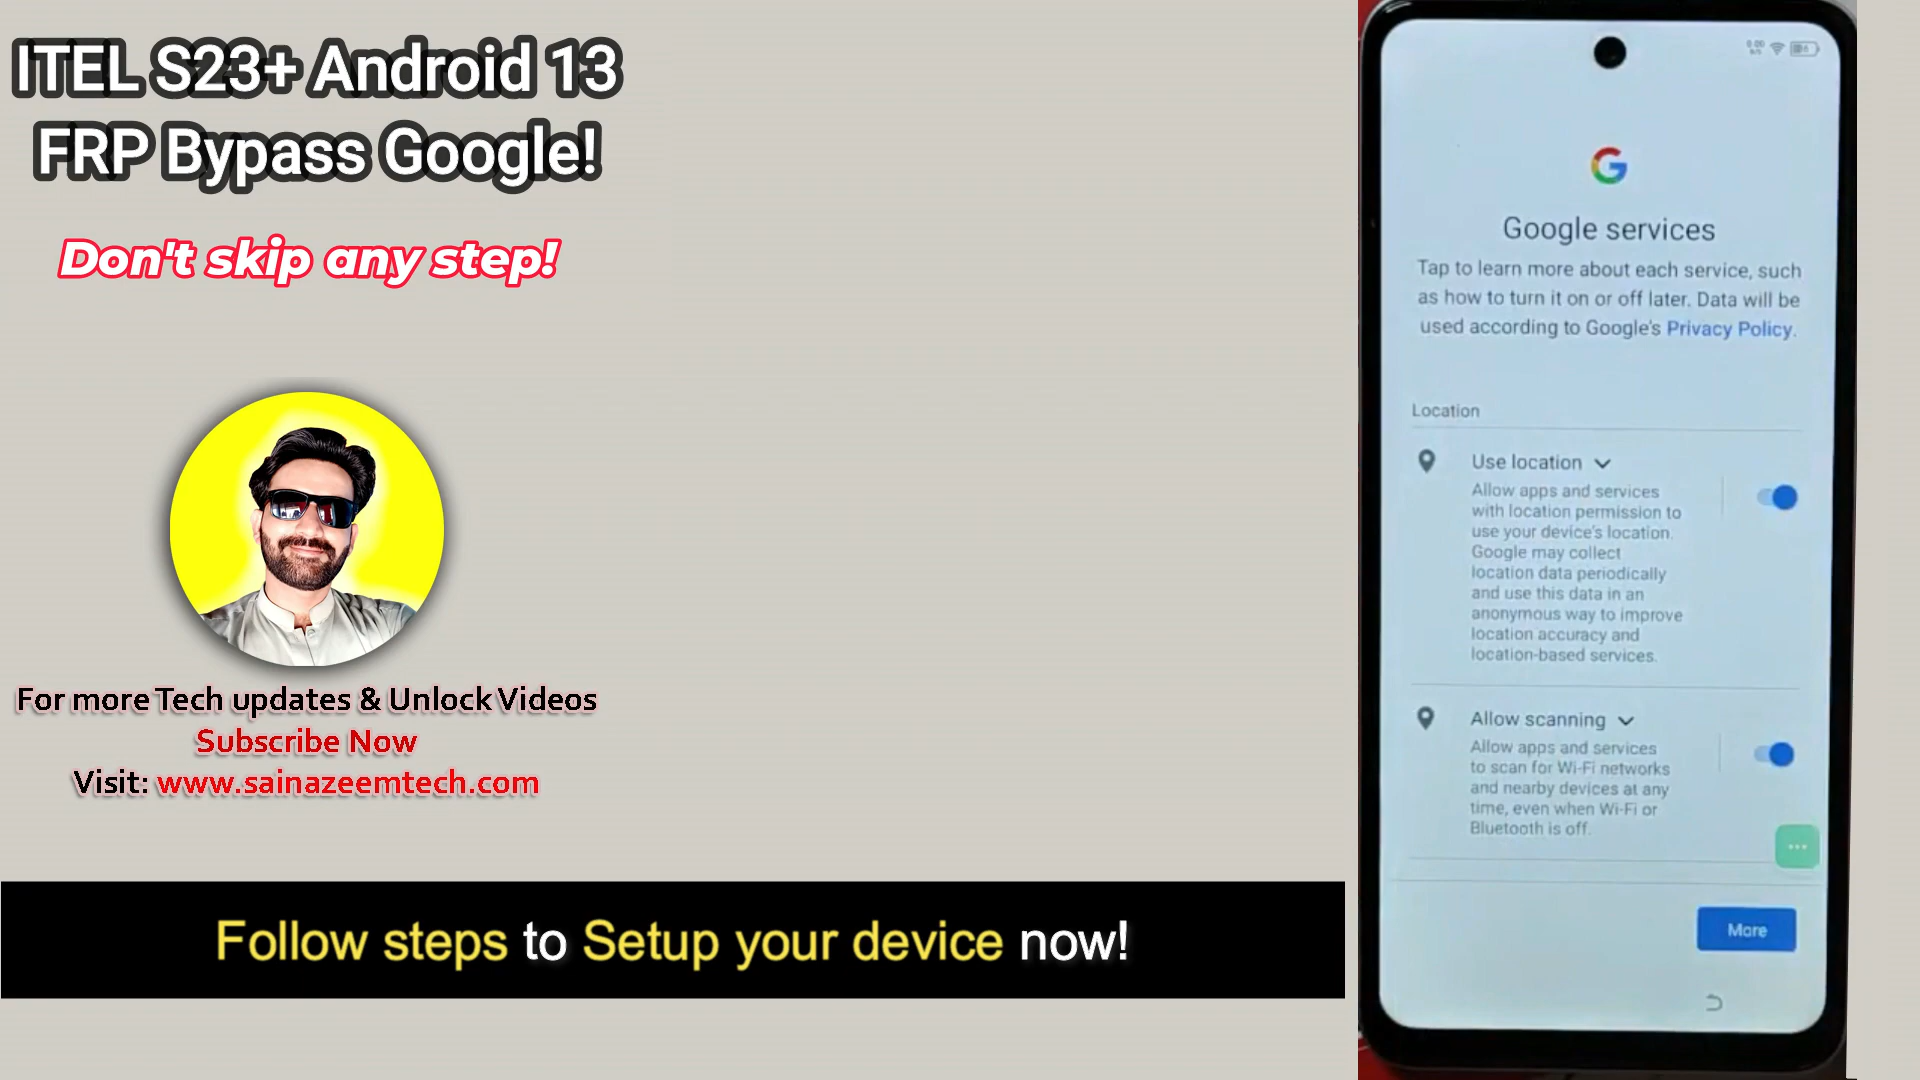 ITEL S23+ Android 13
FRP Bypass Google!
Don't skip any step!
For more Tech updates & Unlock Videos
Subscribe Now
Visit: www.sainazeemtech.com
Follow steps to Setup your device now!
Google services
Tap to learn more about each service, such
as how to turn it on or off later. Data will be
used according to Google's Privacy Policy.
Location
Use location
Allow apps and services
with location permission to
use your device's location.
Google may collect
location data periodically
and use this data in an
anonymous way to improve
location accuracy and
location-based services.
Allow scanning
Allow apps and services
to scan for Wi-Fi networks
and nearby devices at any
time, even when Wi-Fi or
Bluetooth is off.
More